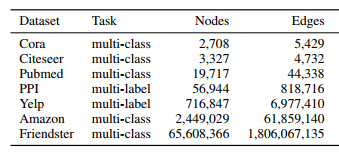 Dataset Task Nodes Edges
Cora multi-class 2,708 5,429
Citeseer multi-class 3,327 4,732
Pubmed multi-class 19,717 44,338
PPI multi-label 56,944 818,716
Yelp multi-label 716,847 6,977,410
Amazon multi-class 2,449,029 61,859,140
Friendster multi-class 65,608,366 1,806,067,135